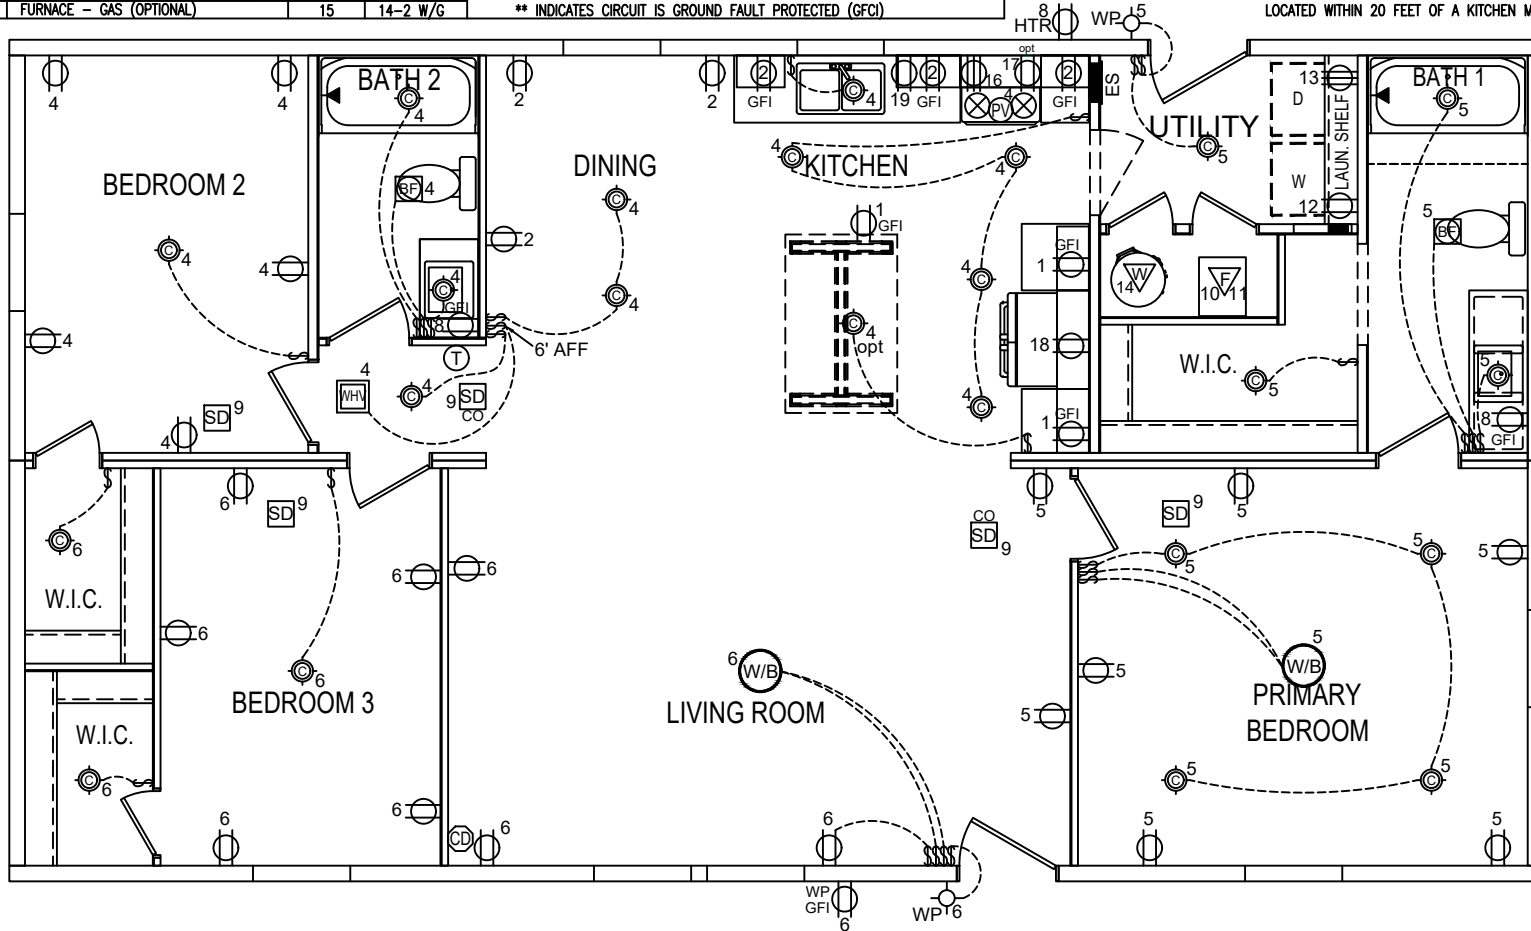 FURNACE - GAS (OPTIONAL) 15 14-2 W/G
** INDICATES CIRCUIT IS GROUND FAULT PROTECTED (GFCI)
LOCATED WITHIN 20 FEET OF A KITCHEN M
8
HTR
WP 5
4
4
BATH 2
4
2
2
2
GFI
4
19
2
GFI
16
opt
17
4
PV
2
GFI
ES
D
13
LAUN. SHELF
W
12
UTILITY
5
BATH 1
5
BEDROOM 2
4
4
4
BF 4
4
GFI
8
DINING
4
4
2
KITCHEN
4
4
1
GFI
4
4
4
opt
GFI
1
18
GFI
1
W
14
F
10 11
W.I.C.
5
5
BF
5
8
GFI
6' AFF
T
4
WHV
4
9
SD
CO
SD 9
4
6
SD 9
6
W.I.C.
6
6
6
6
BEDROOM 3
W.I.C.
6
6
6
CD
6
6
W/B
LIVING ROOM
6
WP
GFI
6
WP 6
CO
SD
9
5
SD 9
5
5
5
5
5
5
5
W/B
PRIMARY
BEDROOM
5
5
5
5